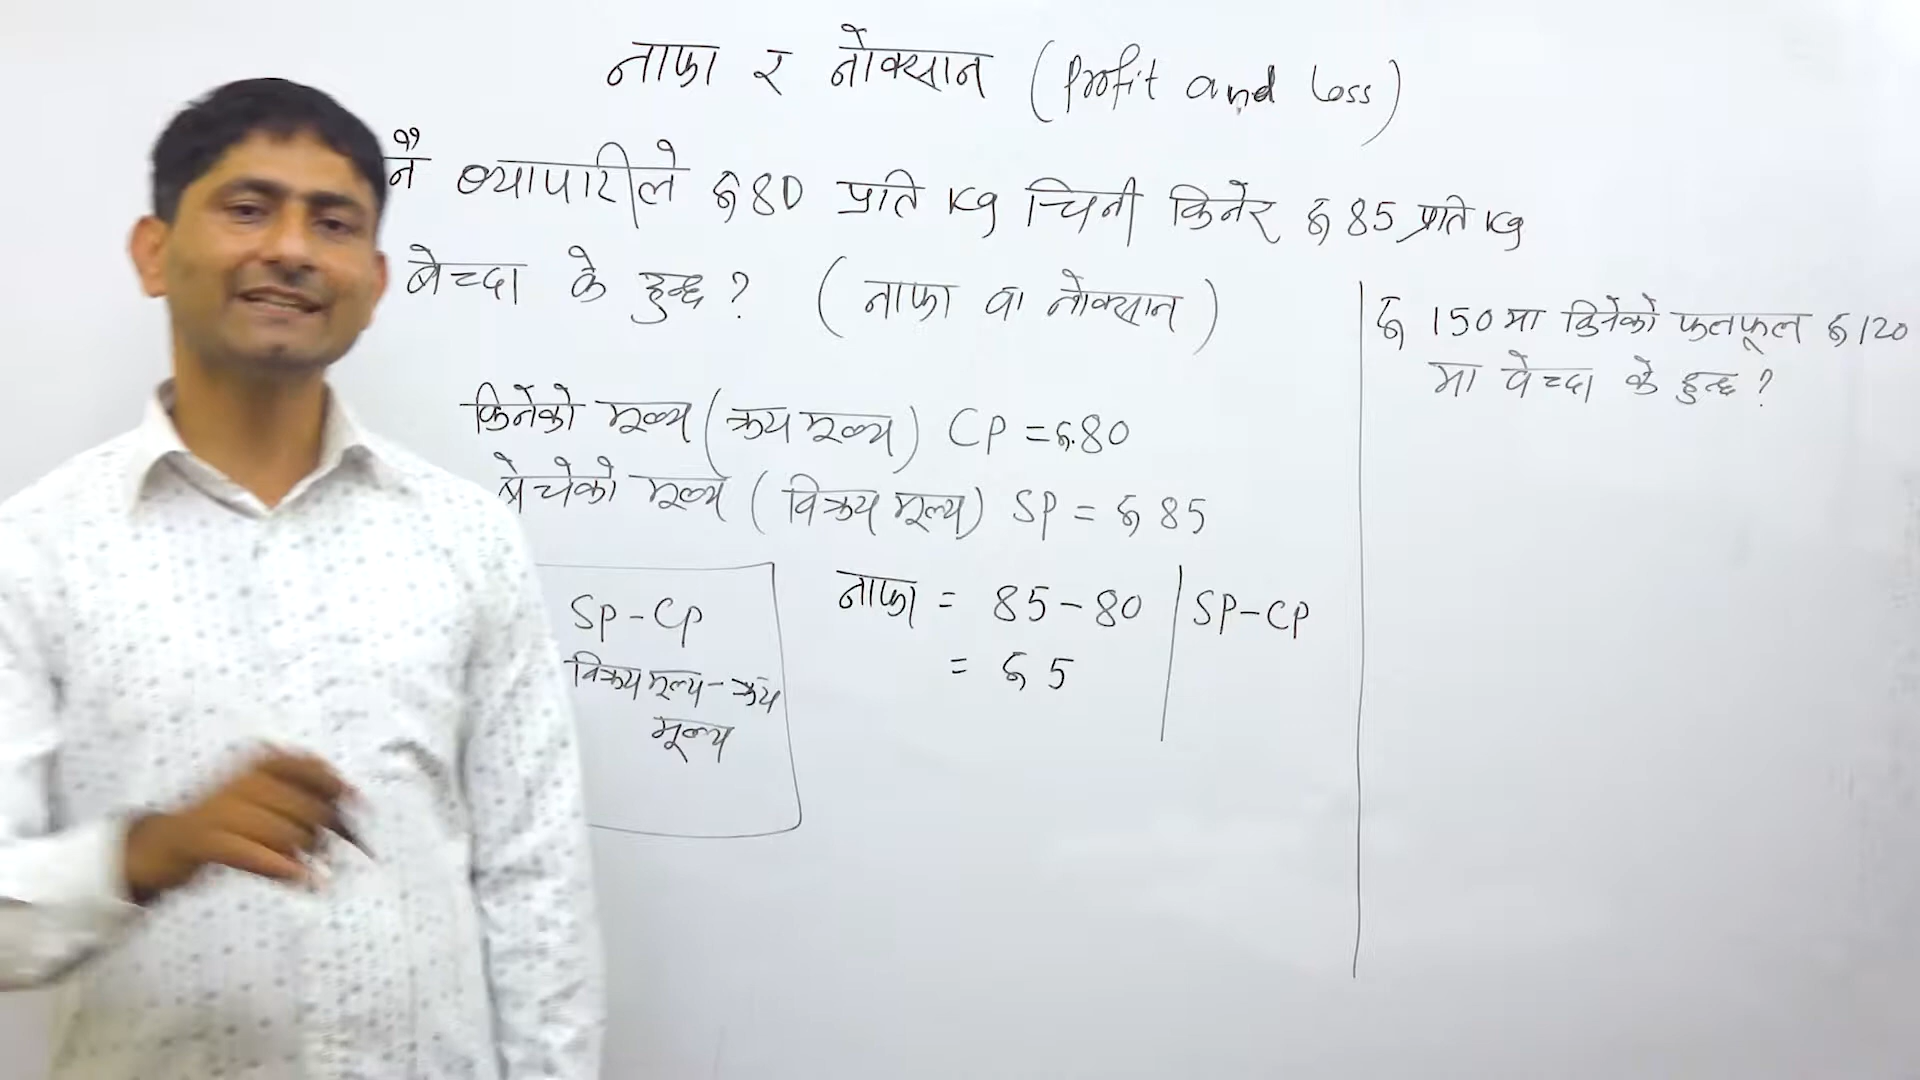 नाफा र नोक्सान (Profit and Loss)
नै व्यापारीले रु 80 प्रति kg चिनी किनेर रु 85 प्रति kg
बेच्दा के हुन्छ ? (नाफा वा नोक्सान)
किनेको मूल्य (क्रय मूल्य) CP = रु.80
बेचेको मूल्य (विक्रय मूल्य) SP = रु 85
SP-CP
विक्रय मूल्य - क्रय
मूल्य
नाफा = 85-80 | SP-CP
= रु 5
रु 150 मा किनेको फलफूल रु 120
मा बेच्दा के हुन्छ ?